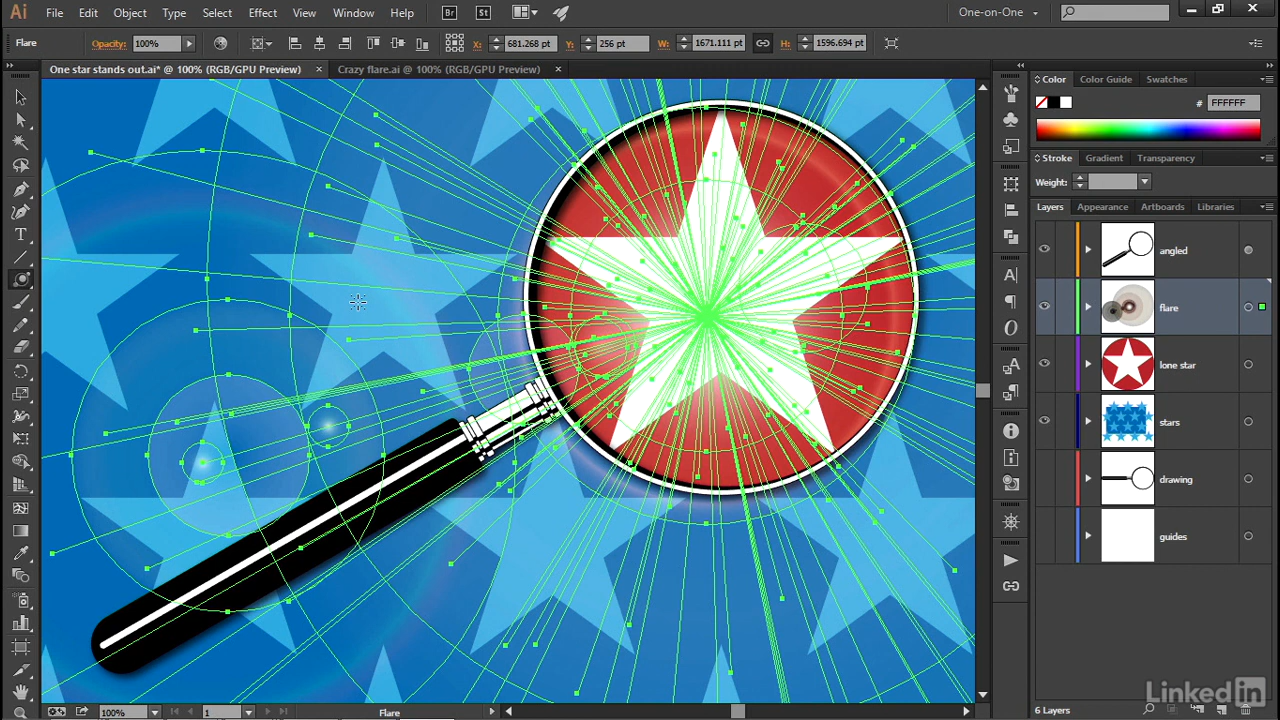 Ai File Edit Object Type Select Effect View Window Help Br St One-on-One
Flare Opacity: 100% X: 681.268 pt Y: 256 pt W: 1671.111 pt H: 1596.694 pt
One star stands out.ai* @ 100% (RGB/GPU Preview) × Crazy flare.ai @ 100% (RGB/GPU Preview) ×
Color Color Guide Swatches
# FFFFFF
Stroke Gradient Transparency
Weight:
Layers Appearance Artboards Libraries
angled
flare
lone star
stars
drawing
guides
LinkedIn
100% 1 Flare
6 Layers